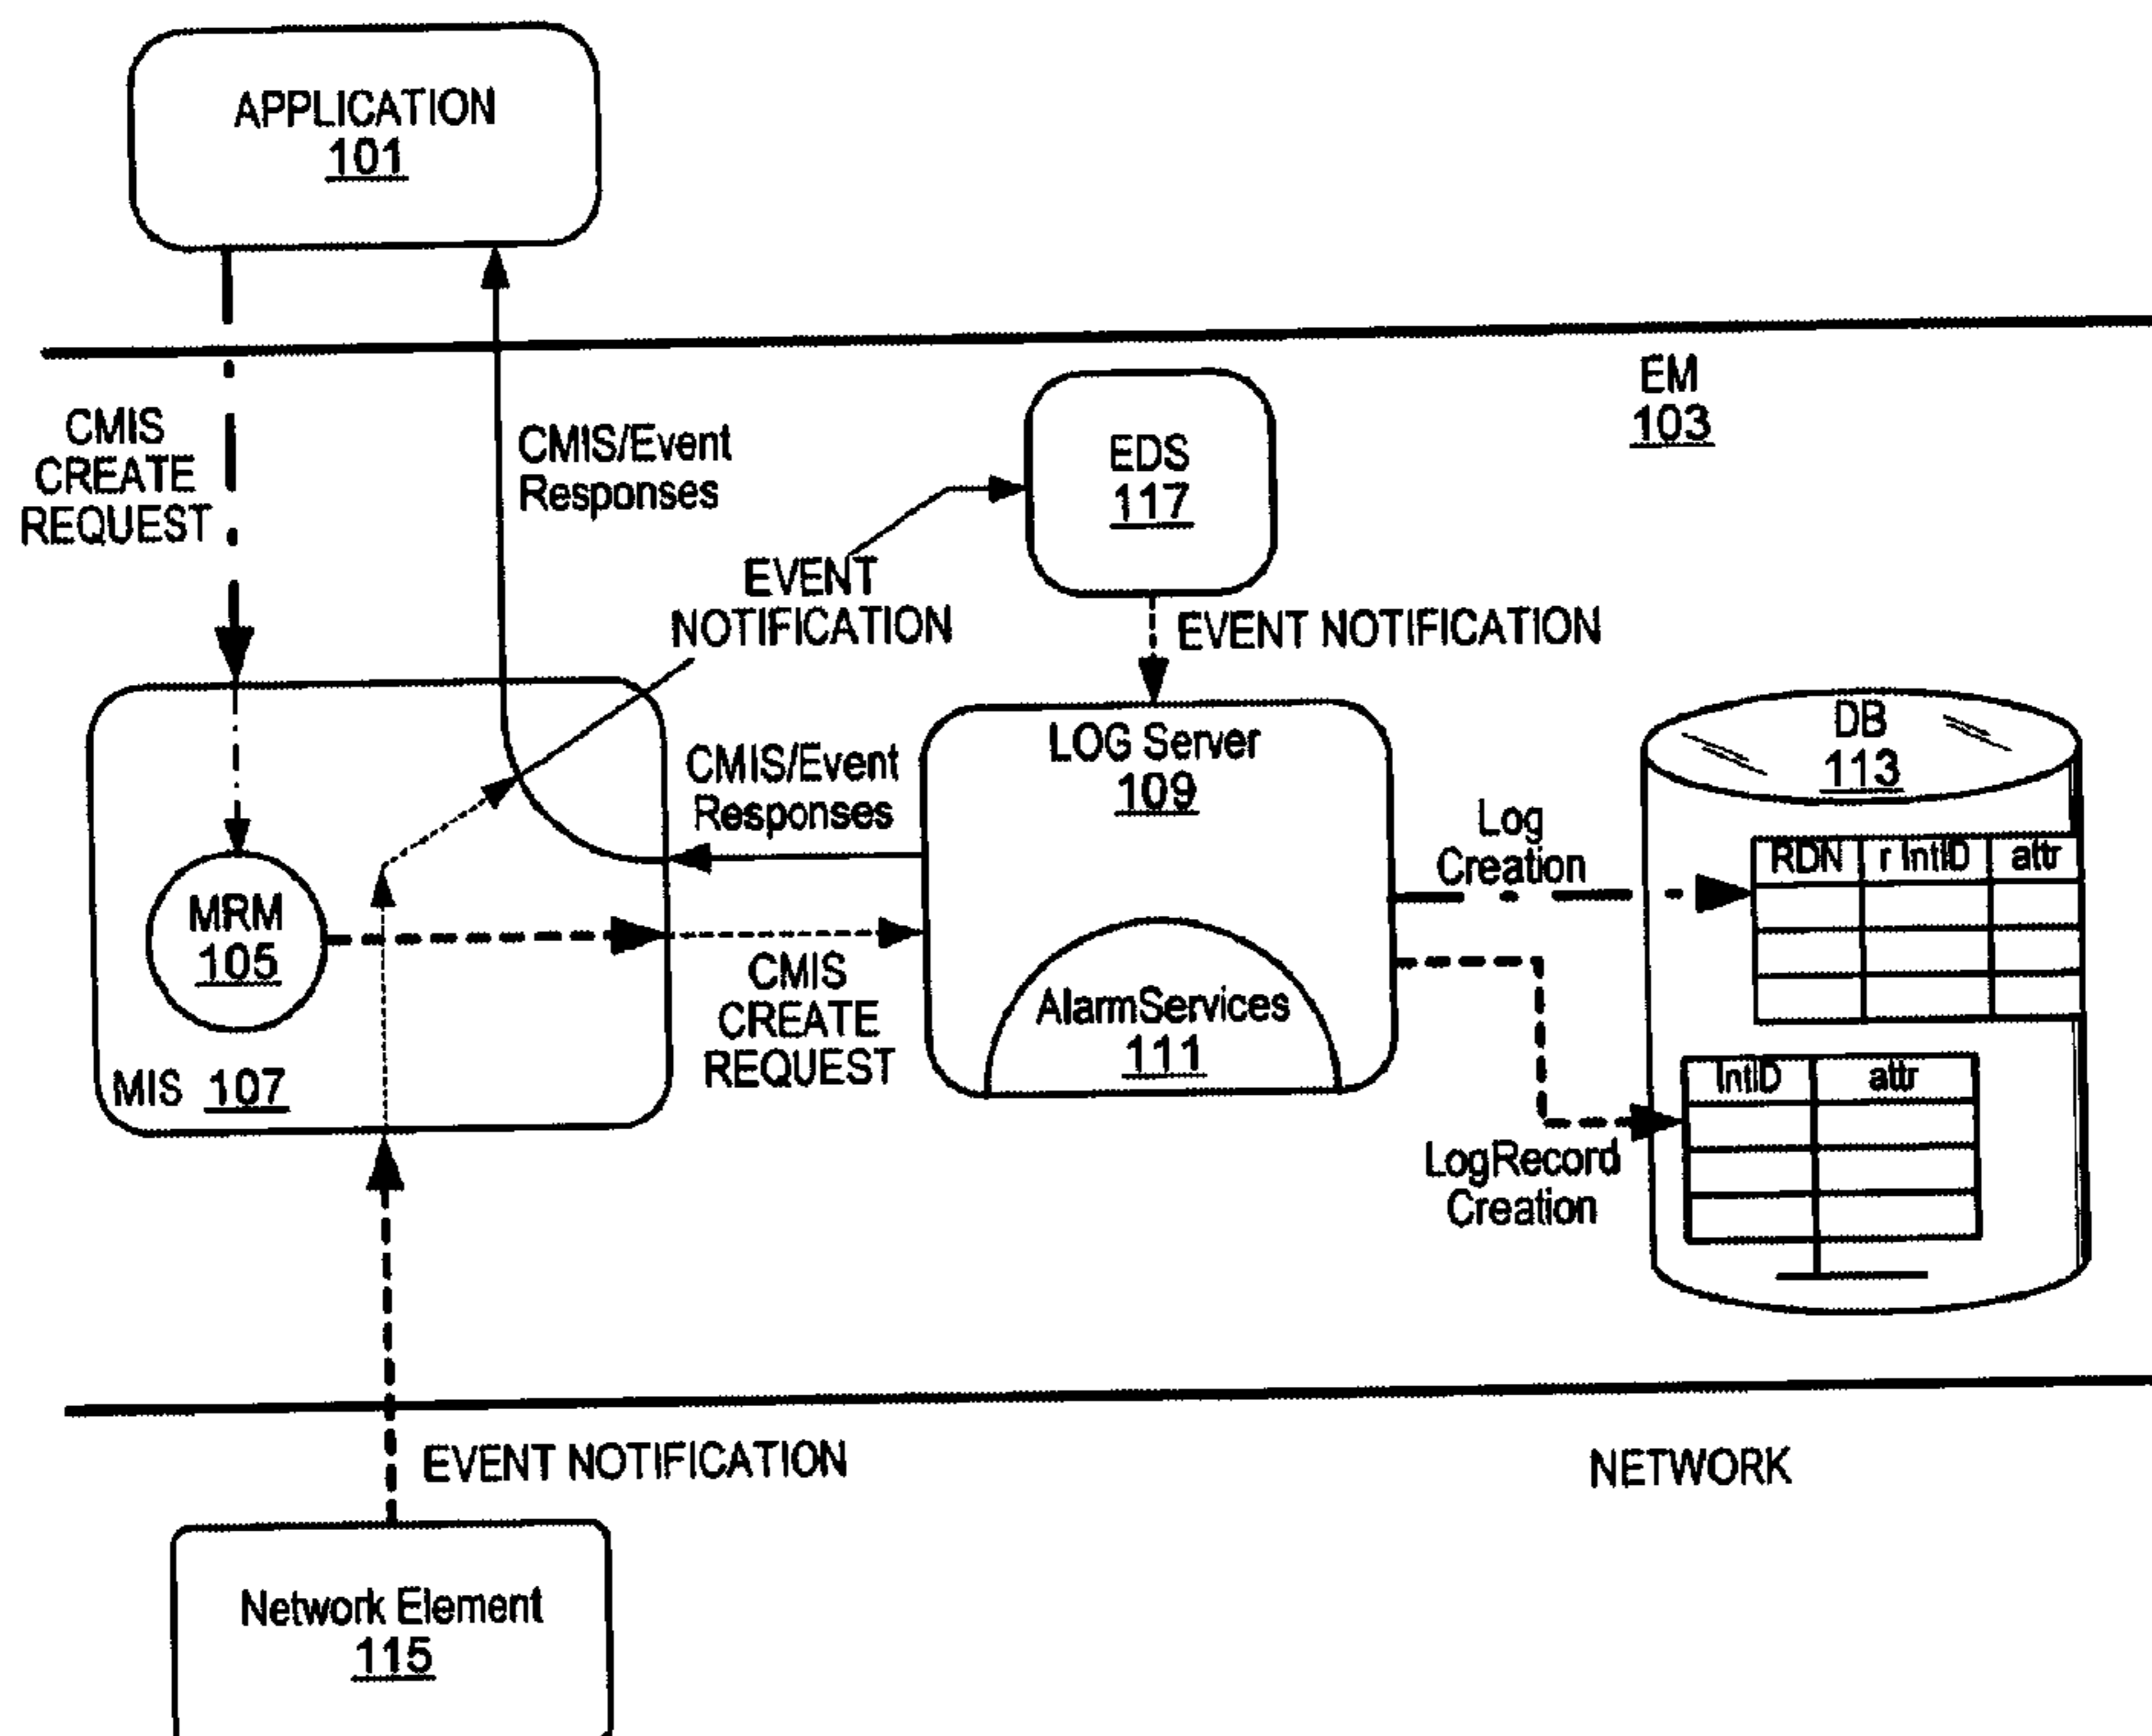 APPLICATION
101
EM
103
CMIS
CREATE
REQUEST
CMIS/Event
Responses
EDS
117
EVENT
NOTIFICATION
EVENT NOTIFICATION
LOG Server
109
CMIS/Event
Responses
DB
113
Log
Creation
RDN r IntID attr
MRM
105
CMIS
CREATE
REQUEST
AlarmServices
111
MIS 107
IntID attr
LogRecord
Creation
EVENT NOTIFICATION
NETWORK
Network Element
115